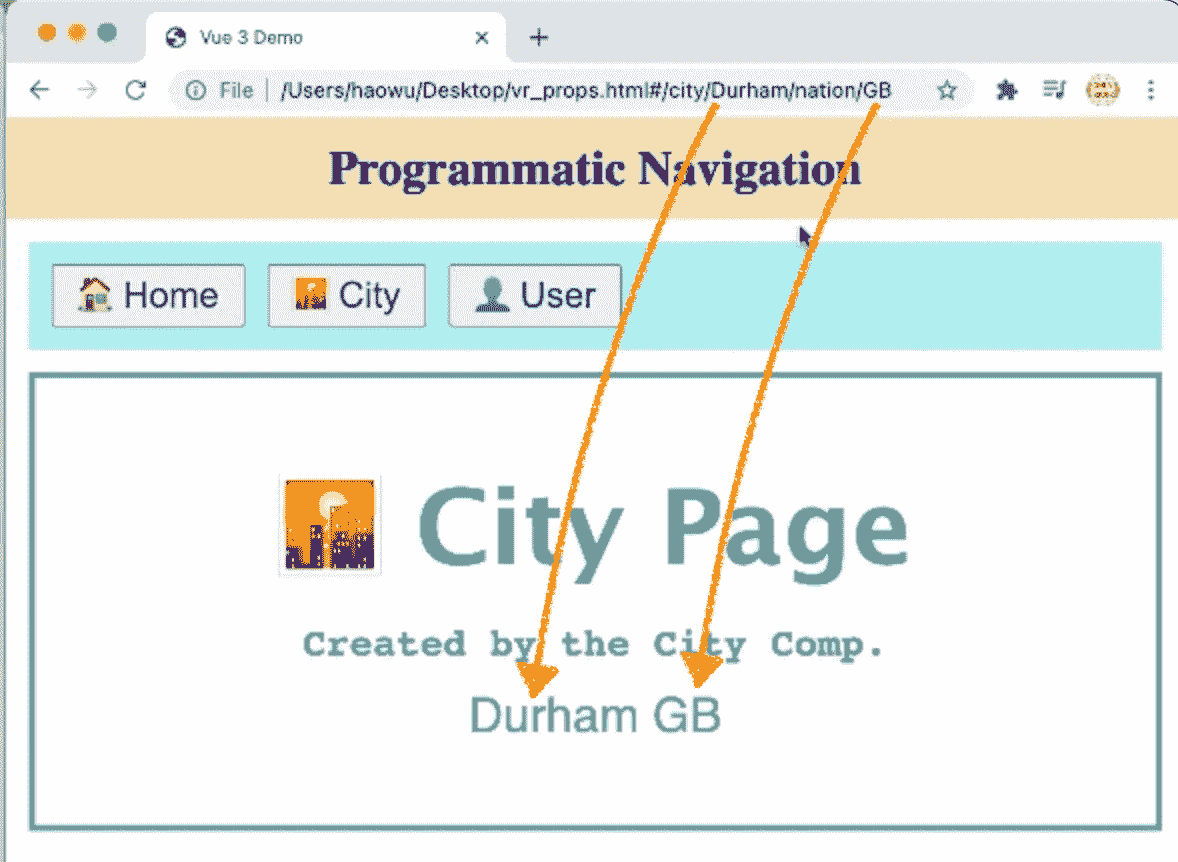 Vue 3 Demo
File | /Users/haowu/Desktop/vr_props.html#/city/Durham/nation/GB
Programmatic Navigation
Home City User
City Page
Created by the City Comp.
Durham GB